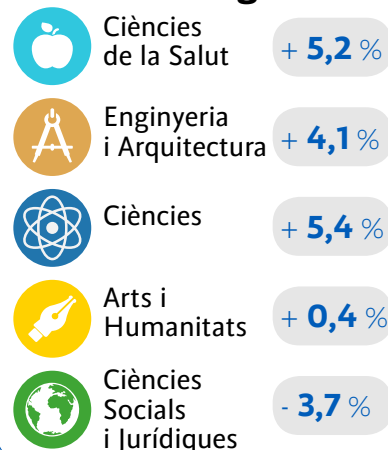 Ciències
de la Salut
+ 5,2 %
Enginyeria
i Arquitectura
+ 4,1 %
Ciències
+ 5,4 %
Arts i
Humanitats
+ 0,4 %
Ciències
Socials
i Jurídiques
- 3,7 %